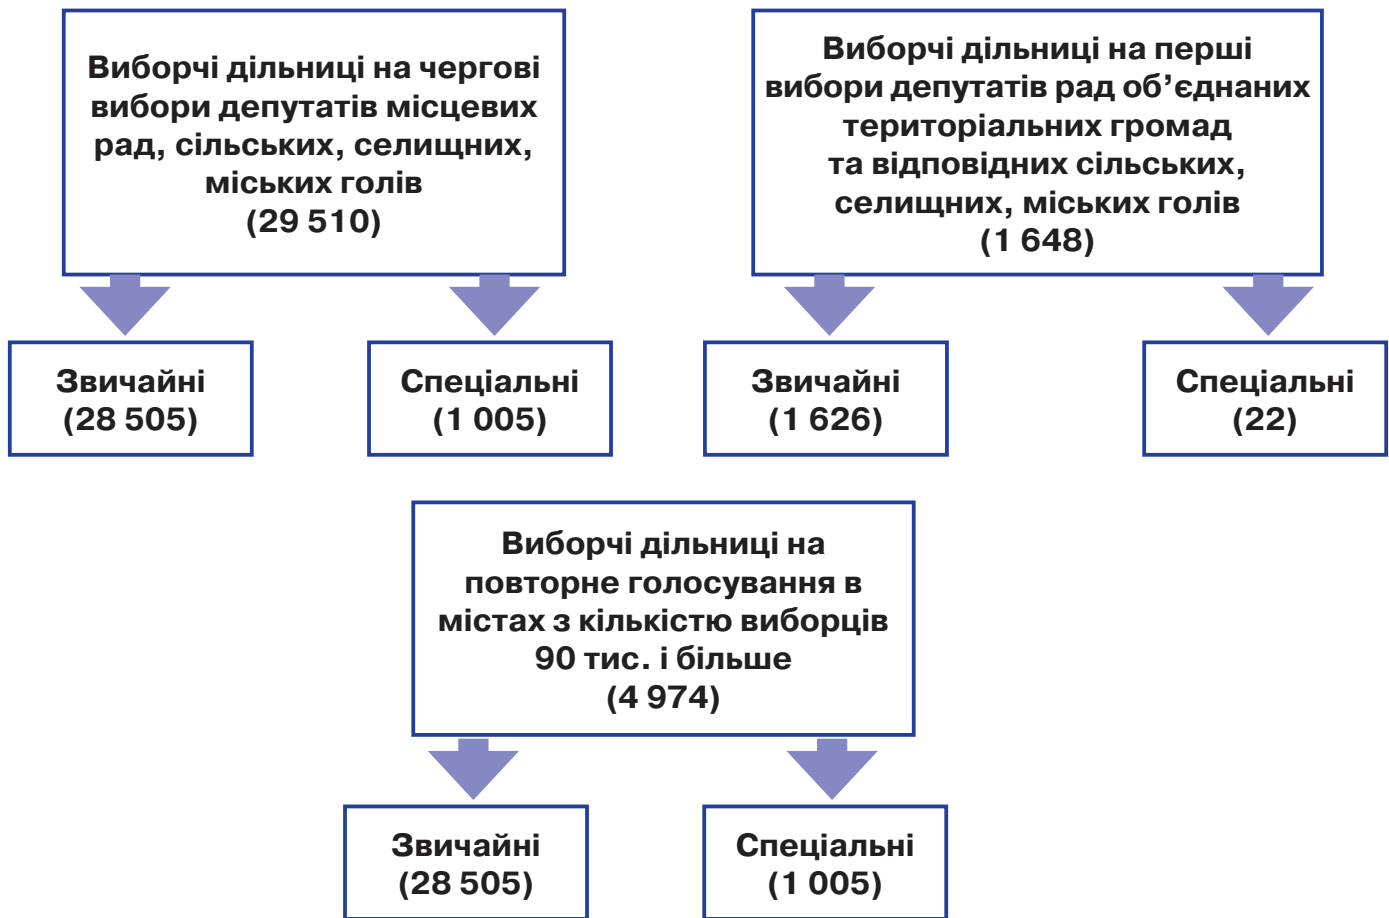 Виборчі дільниці на чергові
вибори депутатів місцевих
рад, сільських, селищних,
міських голів
(29 510)
Виборчі дільниці на перші
вибори депутатів рад об’єднаних
територіальних громад
та відповідних сільських,
селищних, міських голів
(1 648)
Звичайні
(28 505)
Спеціальні
(1 005)
Звичайні
(1 626)
Спеціальні
(22)
Виборчі дільниці на
повторне голосування в
містах з кількістю виборців
90 тис. і більше
(4 974)
Звичайні
(28 505)
Спеціальні
(1 005)